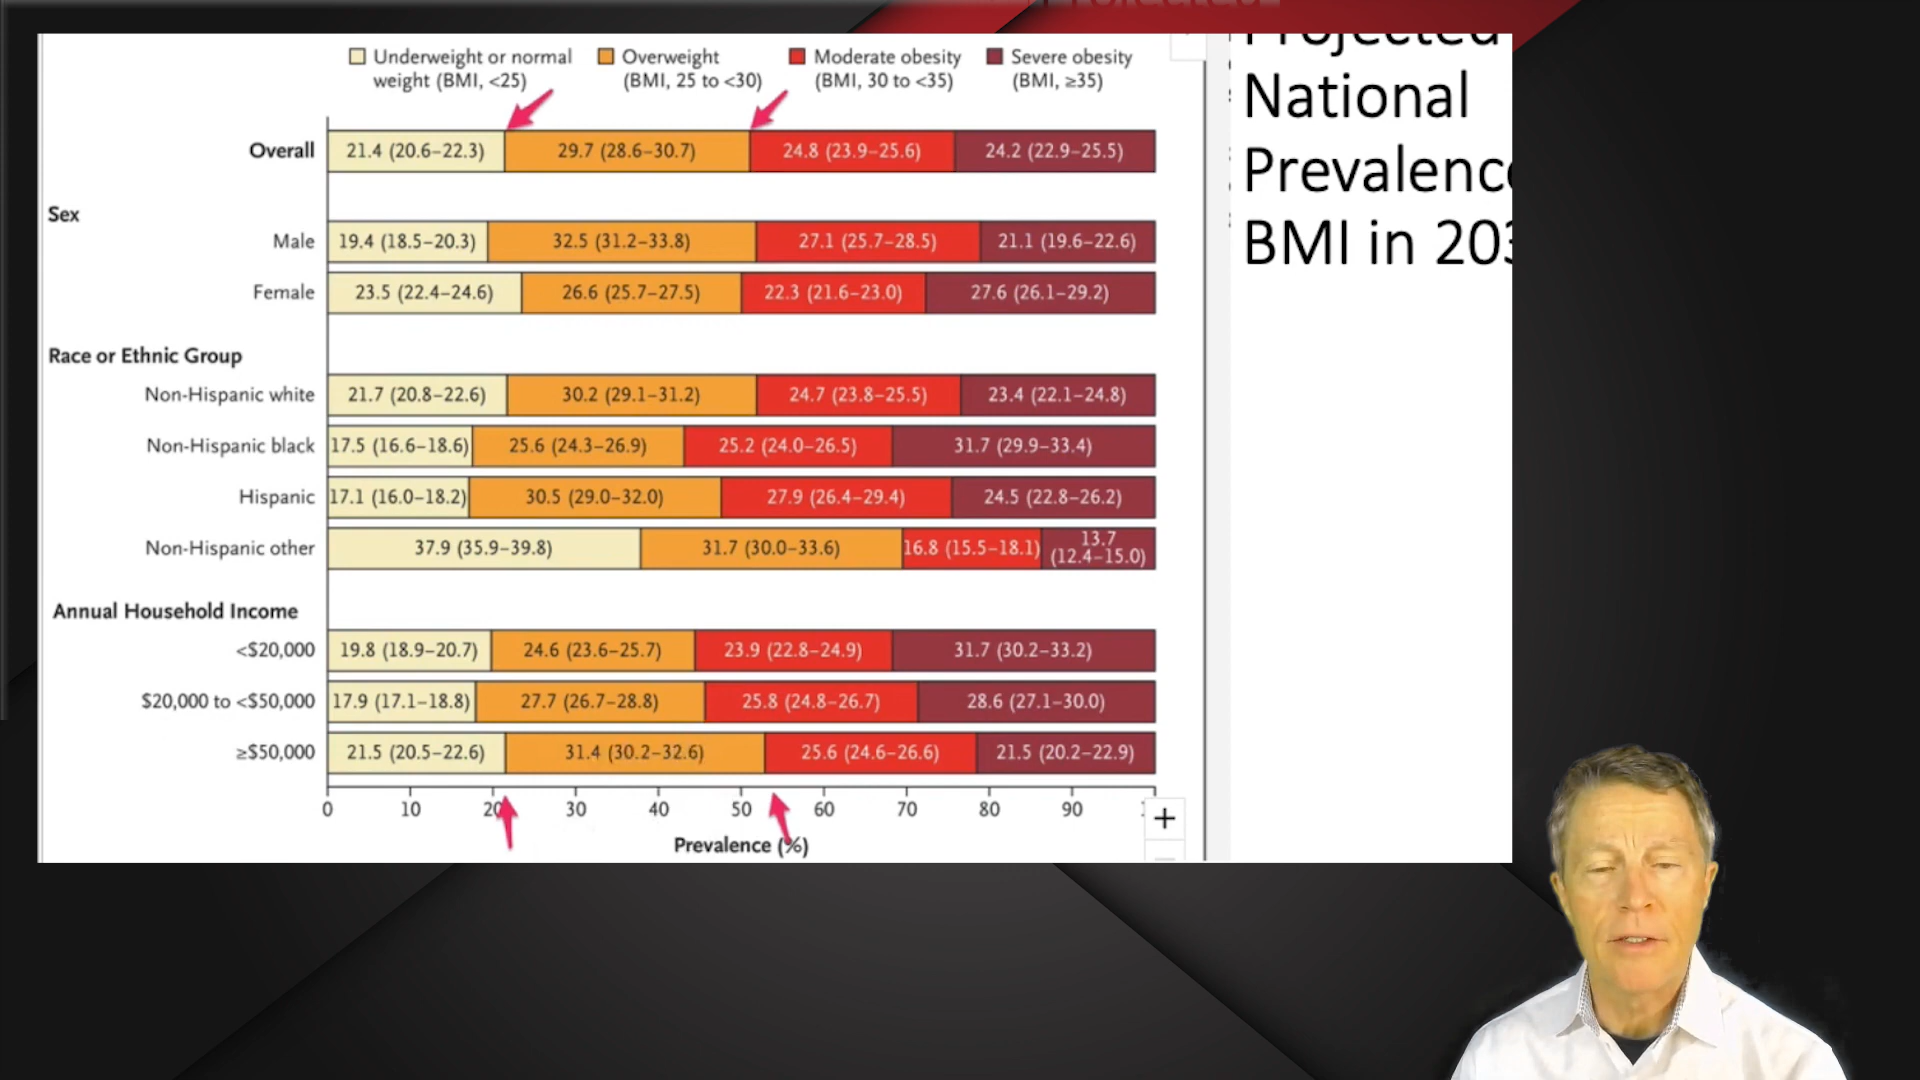 Underweight or normal
weight (BMI, <25)
Overweight
(BMI, 25 to <30)
Moderate obesity
(BMI, 30 to <35)
Severe obesity
(BMI, ≥35)
Projected
National
Prevalence
BMI in 203
Overall 21.4 (20.6–22.3) 29.7 (28.6–30.7) 24.8 (23.9–25.6) 24.2 (22.9–25.5)
Sex
Male 19.4 (18.5–20.3) 32.5 (31.2–33.8) 27.1 (25.7–28.5) 21.1 (19.6–22.6)
Female 23.5 (22.4–24.6) 26.6 (25.7–27.5) 22.3 (21.6–23.0) 27.6 (26.1–29.2)
Race or Ethnic Group
Non-Hispanic white 21.7 (20.8–22.6) 30.2 (29.1–31.2) 24.7 (23.8–25.5) 23.4 (22.1–24.8)
Non-Hispanic black 17.5 (16.6–18.6) 25.6 (24.3–26.9) 25.2 (24.0–26.5) 31.7 (29.9–33.4)
Hispanic 17.1 (16.0–18.2) 30.5 (29.0–32.0) 27.9 (26.4–29.4) 24.5 (22.8–26.2)
Non-Hispanic other 37.9 (35.9–39.8) 31.7 (30.0–33.6) 16.8 (15.5–18.1) 13.7
(12.4–15.0)
Annual Household Income
<$20,000 19.8 (18.9–20.7) 24.6 (23.6–25.7) 23.9 (22.8–24.9) 31.7 (30.2–33.2)
$20,000 to <$50,000 17.9 (17.1–18.8) 27.7 (26.7–28.8) 25.8 (24.8–26.7) 28.6 (27.1–30.0)
≥$50,000 21.5 (20.5–22.6) 31.4 (30.2–32.6) 25.6 (24.6–26.6) 21.5 (20.2–22.9)
0 10 20 30 40 50 60 70 80 90
Prevalence (%)
+